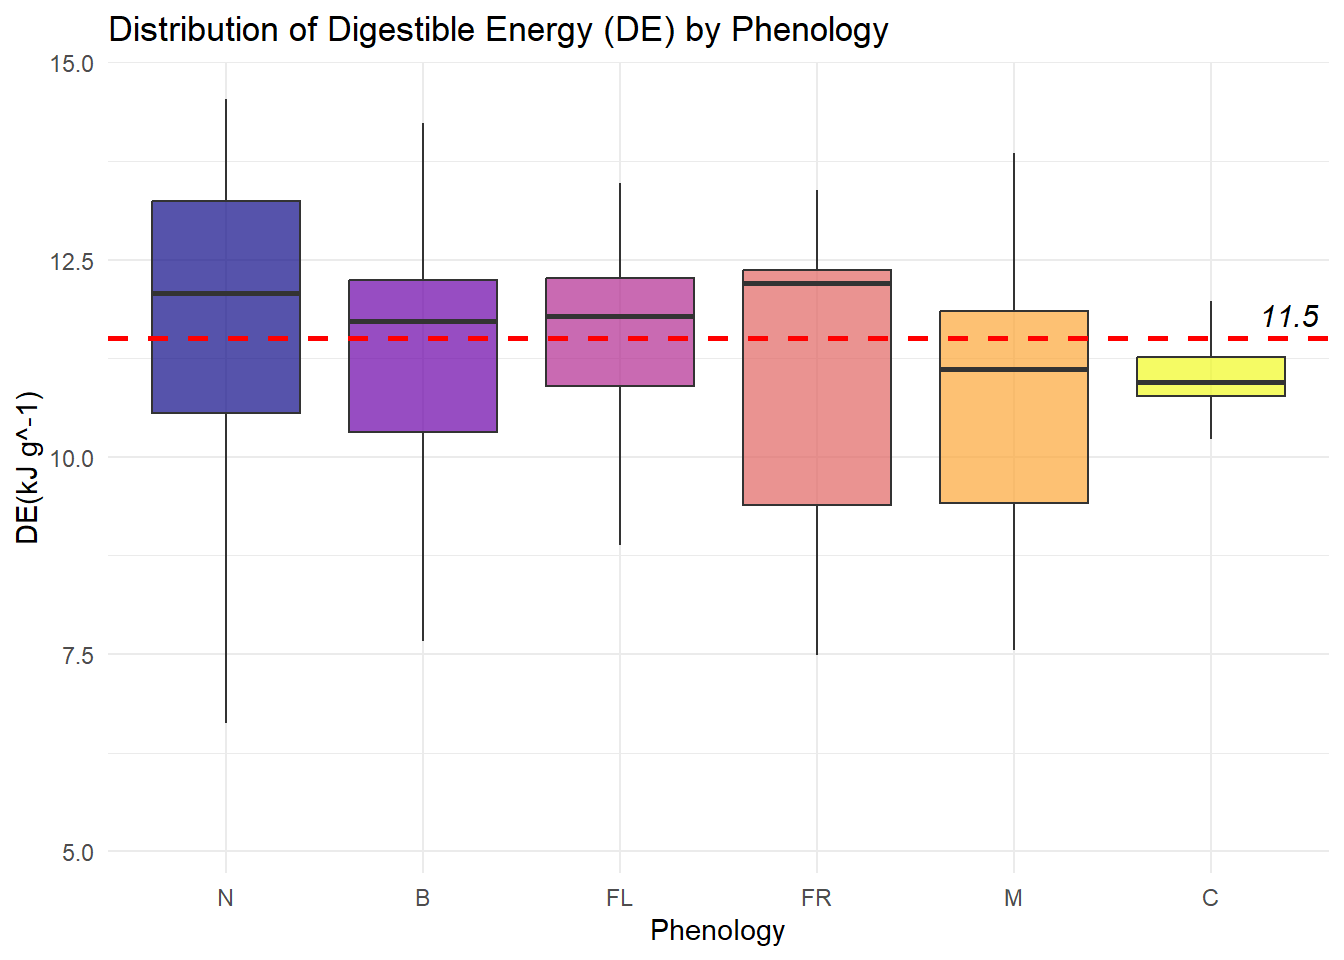 Distribution of Digestible Energy (DE) by Phenology
15.0
12.5
10.0
7.5
5.0
DE(kJ g^-1)
11.5
N B FL FR M C
Phenology